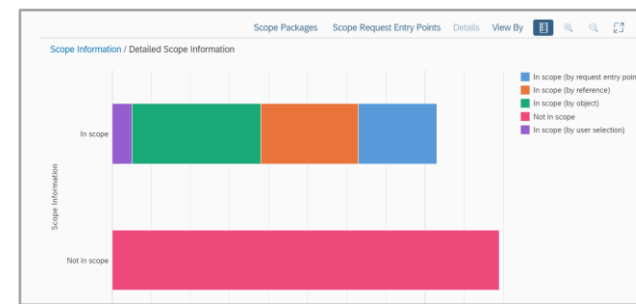 Scope Packages Scope Request Entry Points Details View By
Scope Information / Detailed Scope Information
In scope (by request entry poin
In scope (by reference)
In scope (by object)
Not in scope
In scope (by user selection)
In scope
Scope Information
Not in scope